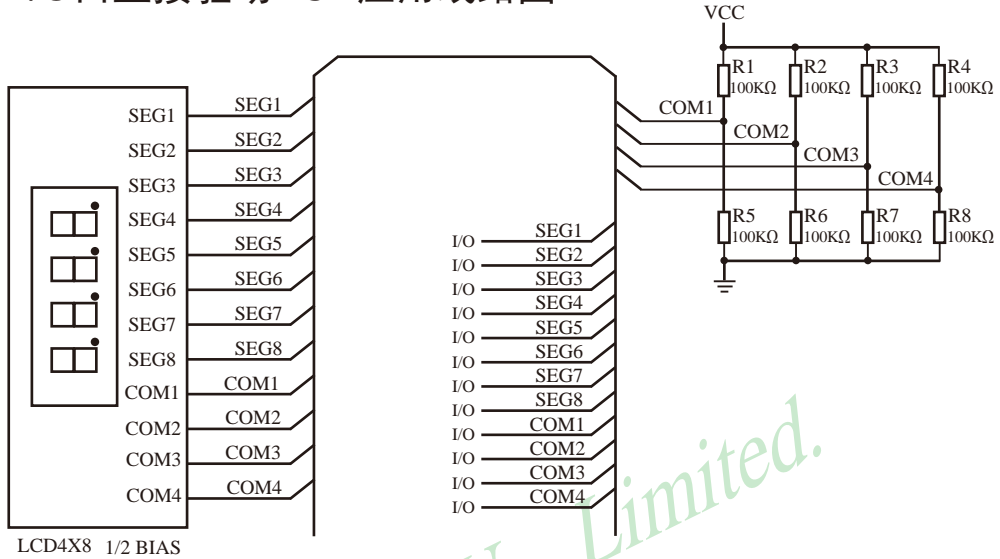 VCC
R1
100KΩ
R2
100KΩ
R3
100KΩ
R4
100KΩ
COM1
COM2
COM3
COM4
R5
100KΩ
R6
100KΩ
R7
100KΩ
R8
100KΩ
SEG1 SEG1
SEG2 SEG2
SEG3 SEG3
SEG4 SEG4
SEG5 SEG5
SEG6 SEG6
SEG7 SEG7
SEG8 SEG8
COM1 COM1
COM2 COM2
COM3 COM3
COM4 COM4
I/O SEG1
I/O SEG2
I/O SEG3
I/O SEG4
I/O SEG5
I/O SEG6
I/O SEG7
I/O SEG8
I/O COM1
I/O COM2
I/O COM3
I/O COM4
Limited.
LCD4X8 1/2 BIAS